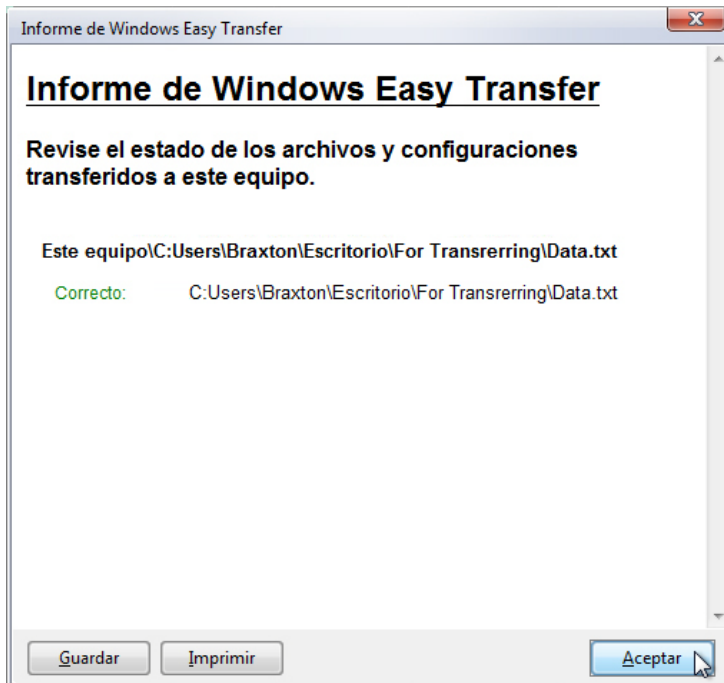 Informe de Windows Easy Transfer
Informe de Windows Easy Transfer
Revise el estado de los archivos y configuraciones
transferidos a este equipo.
Este equipo\C:Users\Braxton\Escritorio\For Transrerring\Data.txt
Correcto: C:Users\Braxton\Escritorio\For Transrerring\Data.txt
Guardar Imprimir Aceptar